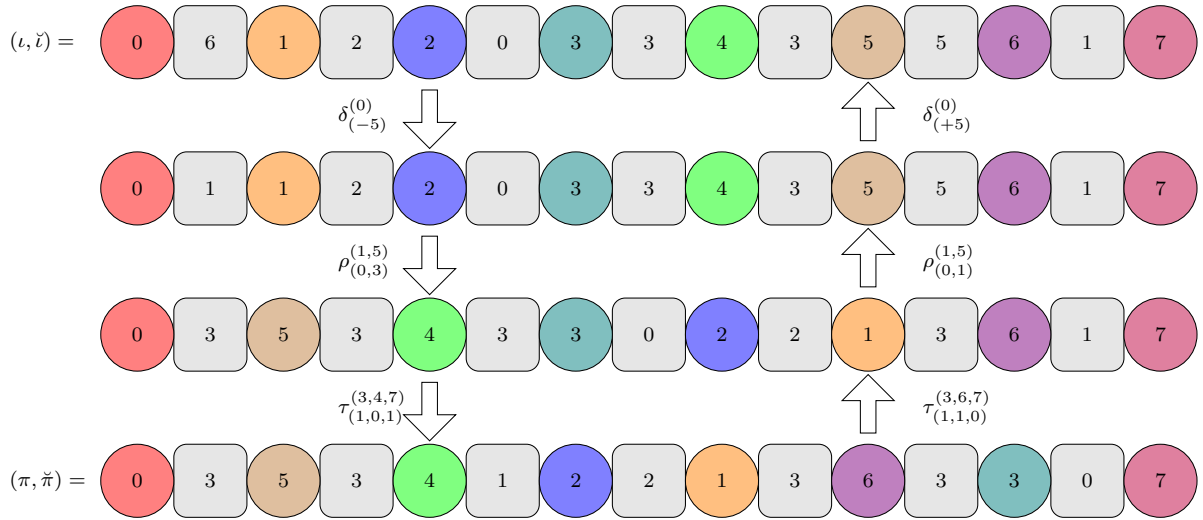 (ι, ῐ) = 0 6 1 2 2 0 3 3 4 3 5 5 6 1 7
δ^{(0)}_{(−5)} δ^{(0)}_{(+5)}
0 1 1 2 2 0 3 3 4 3 5 5 6 1 7
ρ^{(1,5)}_{(0,3)} ρ^{(1,5)}_{(0,1)}
0 3 5 3 4 3 3 0 2 2 1 3 6 1 7
τ^{(3,4,7)}_{(1,0,1)} τ^{(3,6,7)}_{(1,1,0)}
(π, π̆) = 0 3 5 3 4 1 2 2 1 3 6 3 3 0 7